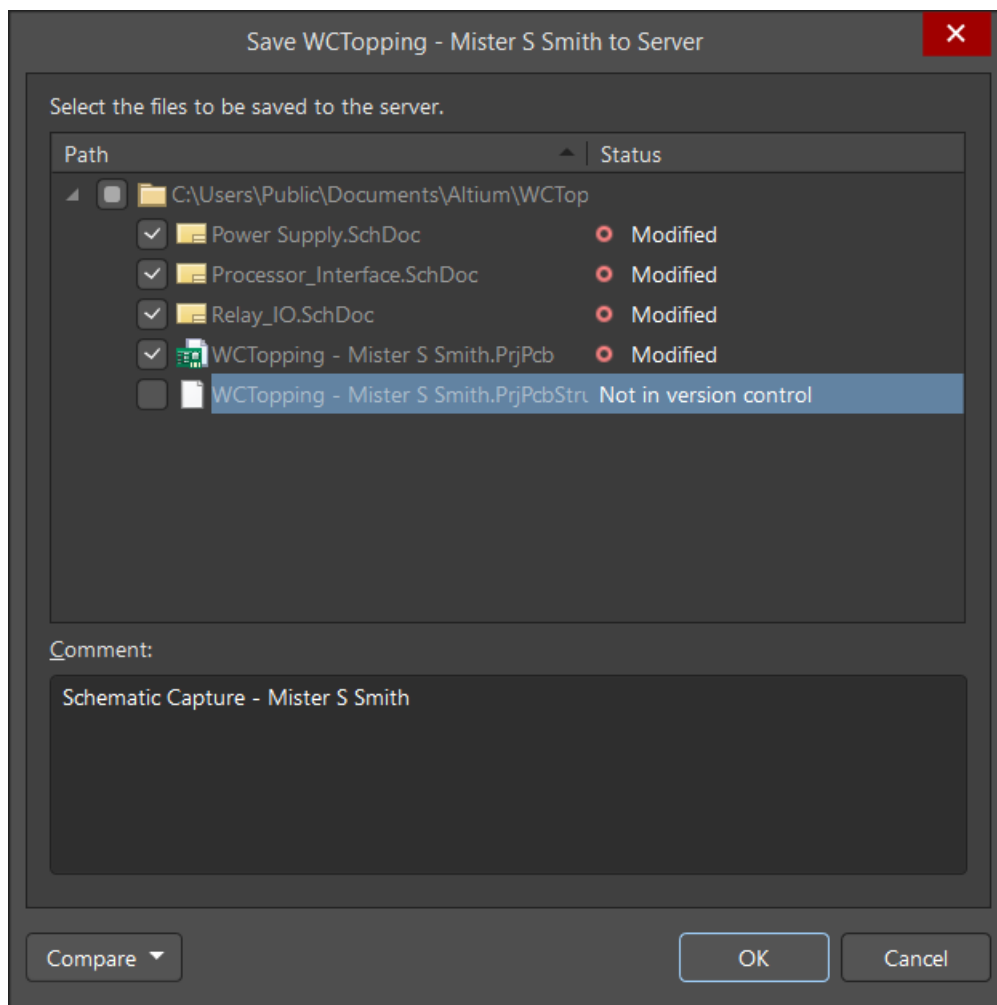 Save WCTopping - Mister S Smith to Server
Select the files to be saved to the server.
Path Status
C:\Users\Public\Documents\Altium\WCTop
Power Supply.SchDoc Modified
Processor_Interface.SchDoc Modified
Relay_IO.SchDoc Modified
WCTopping - Mister S Smith.PrjPcb Modified
WCTopping - Mister S Smith.PrjPcbStru Not in version control
Comment:
Schematic Capture - Mister S Smith
Compare OK Cancel